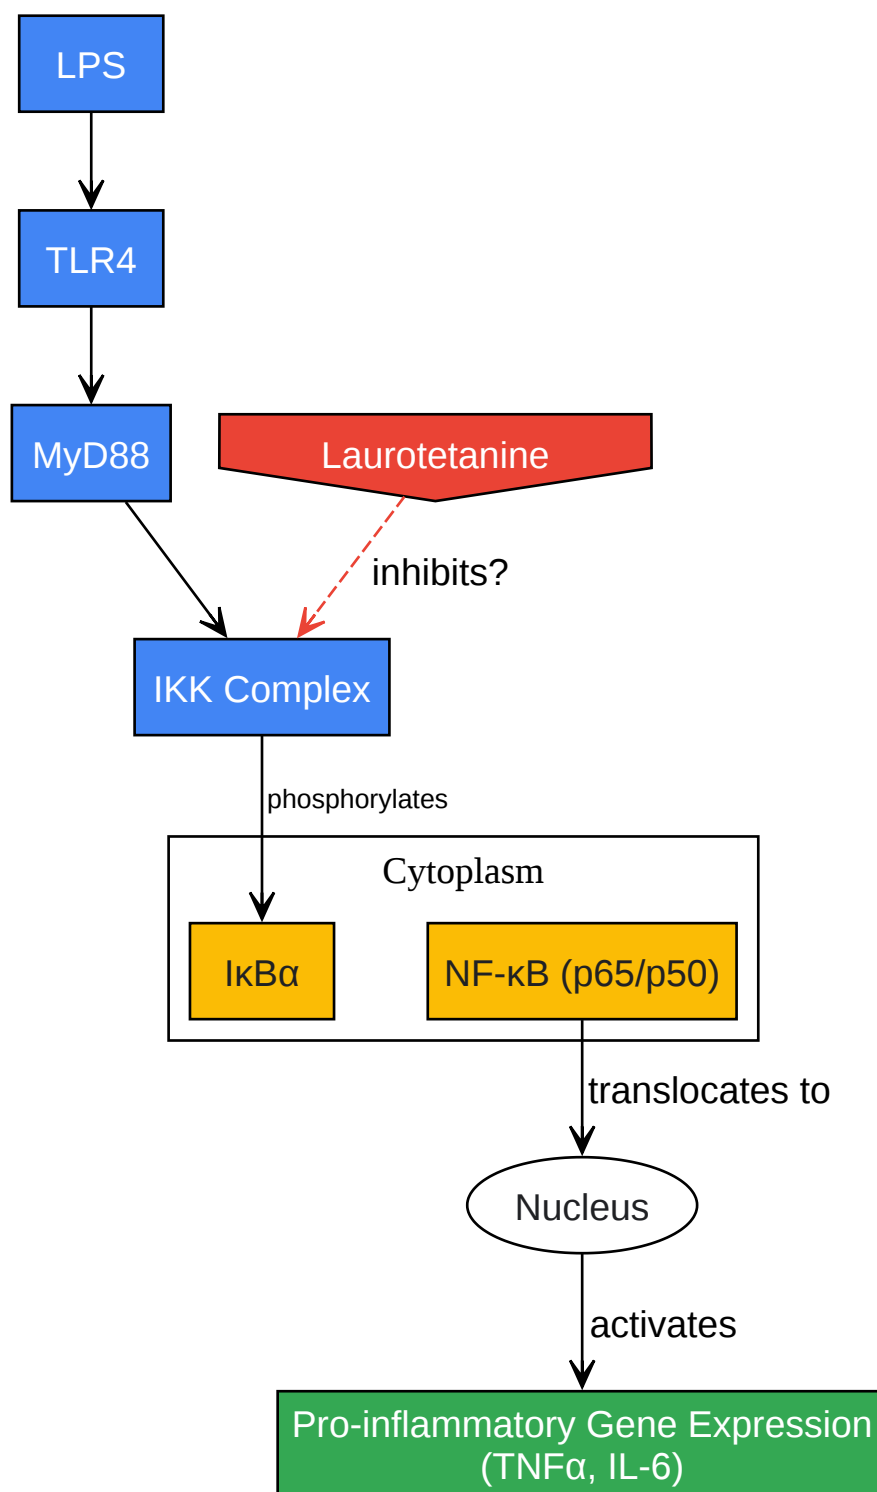 LPS
TLR4
MyD88
Laurotetanine
inhibits?
IKK Complex
phosphorylates
Cytoplasm
IκBα
NF-κB (p65/p50)
translocates to
Nucleus
activates
Pro-inflammatory Gene Expression
(TNFα, IL-6)